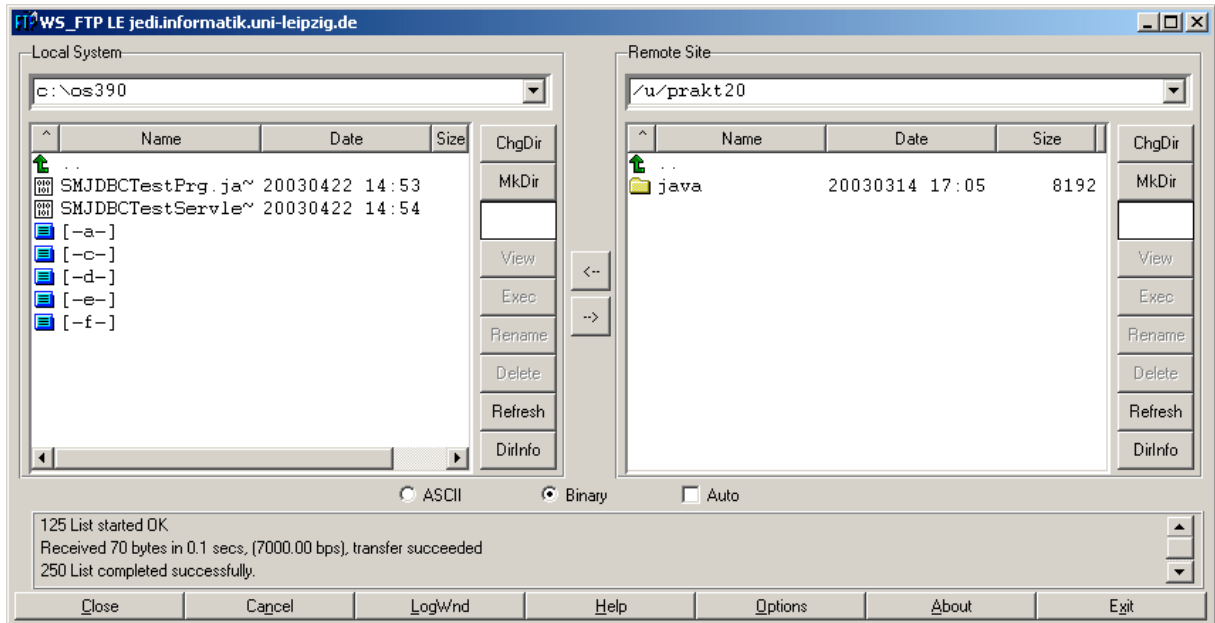 WS_FTP LE jedi.informatik.uni-leipzig.de
Local System
c:\os390
^ Name Date Size
..
SMJDBCTestPrg.ja~ 20030422 14:53
SMJDBCTestServle~ 20030422 14:54
[-a-]
[-c-]
[-d-]
[-e-]
[-f-]
ChgDir
MkDir
View
Exec
Rename
Delete
Refresh
DirInfo
<--
-->
Remote Site
/u/prakt20
^ Name Date Size
..
java 20030314 17:05 8192
ChgDir
MkDir
View
Exec
Rename
Delete
Refresh
DirInfo
ASCII Binary Auto
125 List started OK
Received 70 bytes in 0.1 secs, (7000.00 bps), transfer succeeded
250 List completed successfully.
Close Cancel LogWnd Help Options About Exit